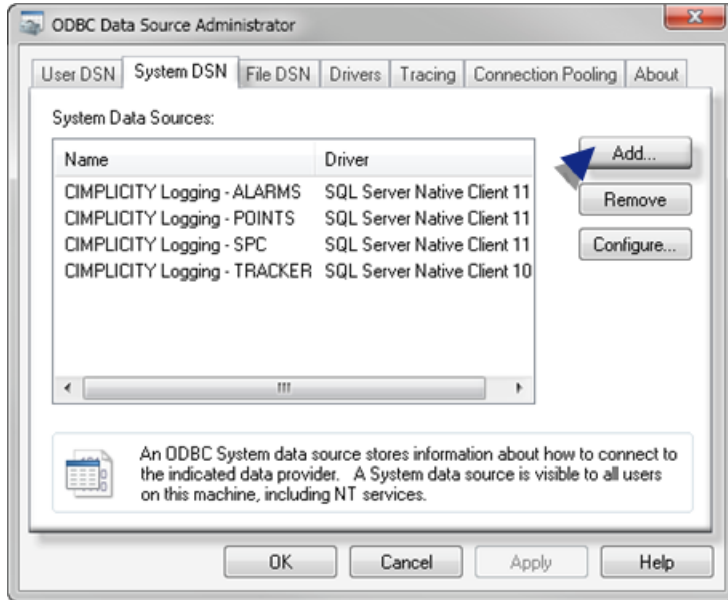 ODBC Data Source Administrator
User DSN System DSN File DSN Drivers Tracing Connection Pooling About
System Data Sources:
Name Driver
CIMPLICITY Logging - ALARMS SQL Server Native Client 11
CIMPLICITY Logging - POINTS SQL Server Native Client 11
CIMPLICITY Logging - SPC SQL Server Native Client 11
CIMPLICITY Logging - TRACKER SQL Server Native Client 10
Add...
Remove
Configure...
An ODBC System data source stores information about how to connect to
the indicated data provider. A System data source is visible to all users
on this machine, including NT services.
OK Cancel Apply Help